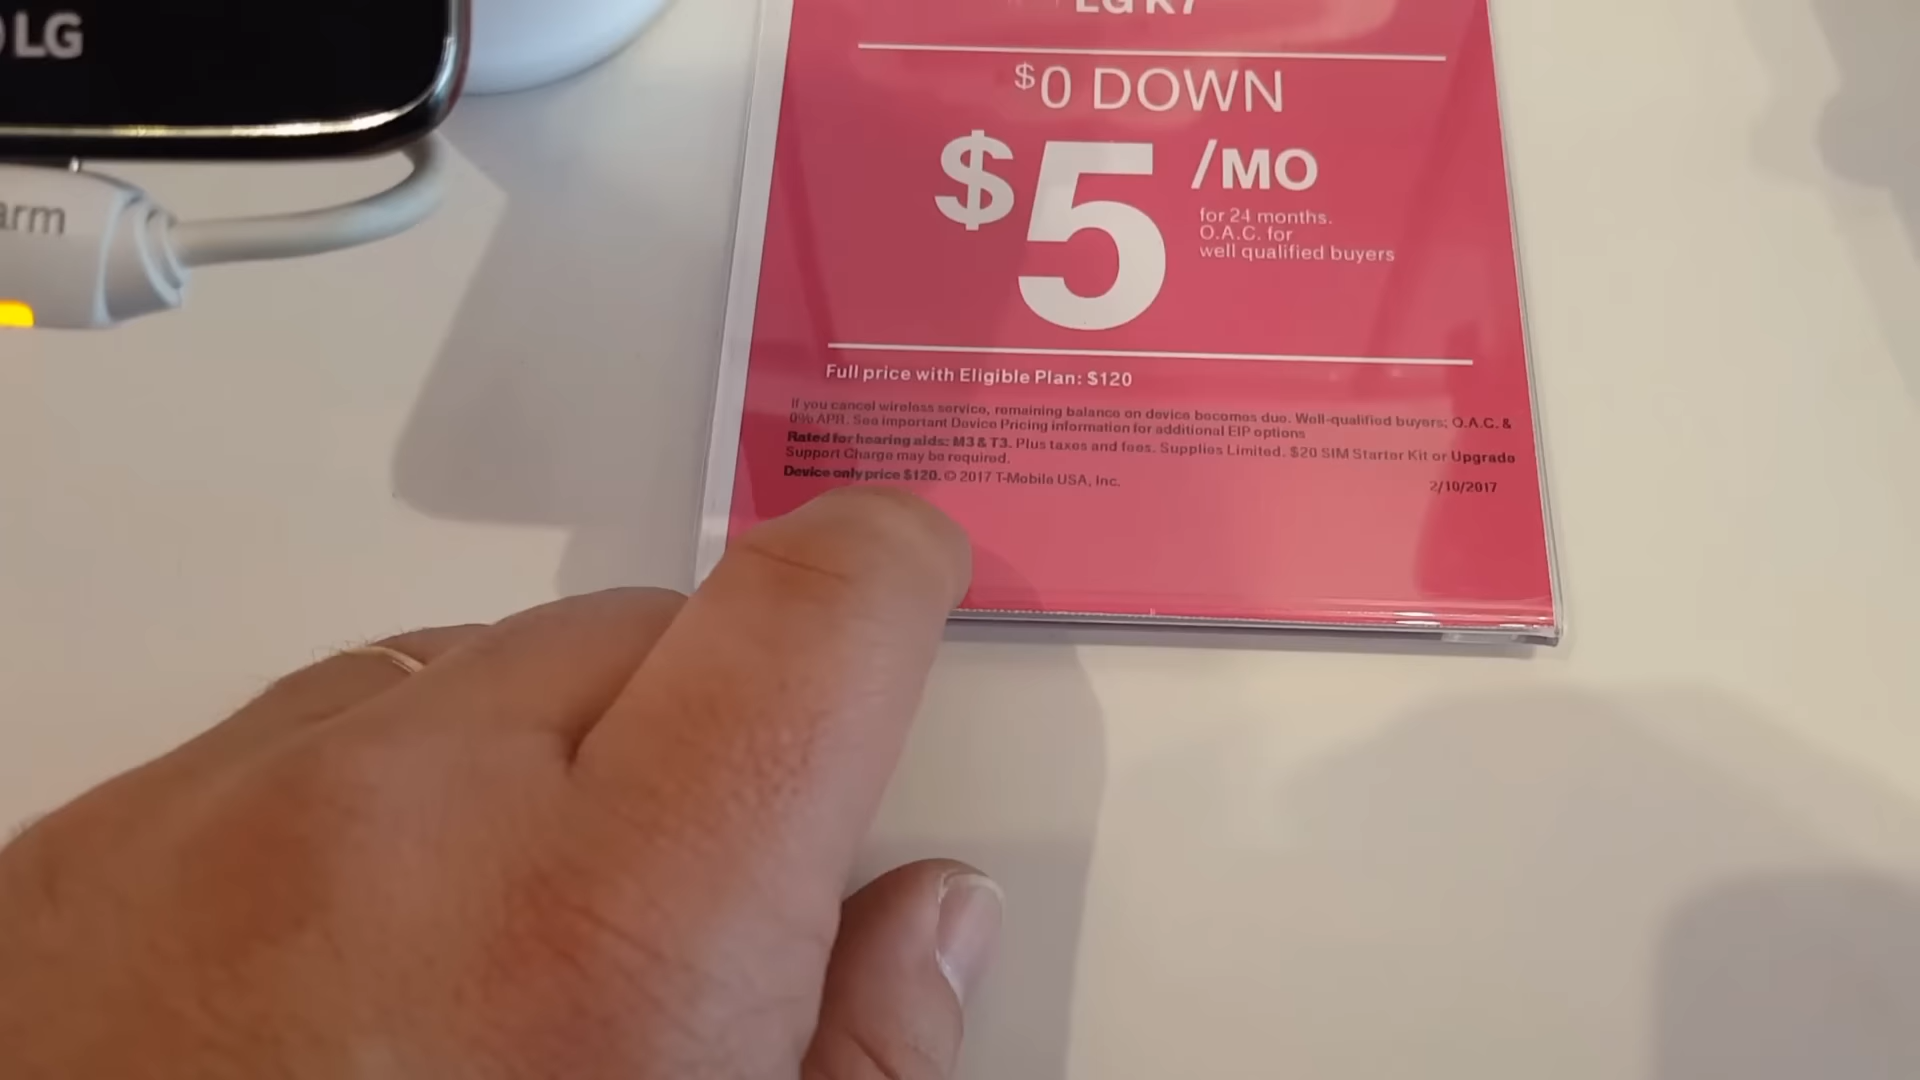 LG
LG K7
$0 DOWN
$5 /MO
for 24 months.
O.A.C. for
well qualified buyers
Full price with Eligible Plan: $120
If you cancel wireless service, remaining balance on device becomes due. Well-qualified buyers; O.A.C. &
0% APR. See important Device Pricing information for additional EIP options
Rated for hearing aids: M3 & T3. Plus taxes and fees. Supplies Limited. $20 SIM Starter Kit or Upgrade
Support Charge may be required.
Device only price $120. © 2017 T-Mobile USA, Inc.
2/10/2017
arm